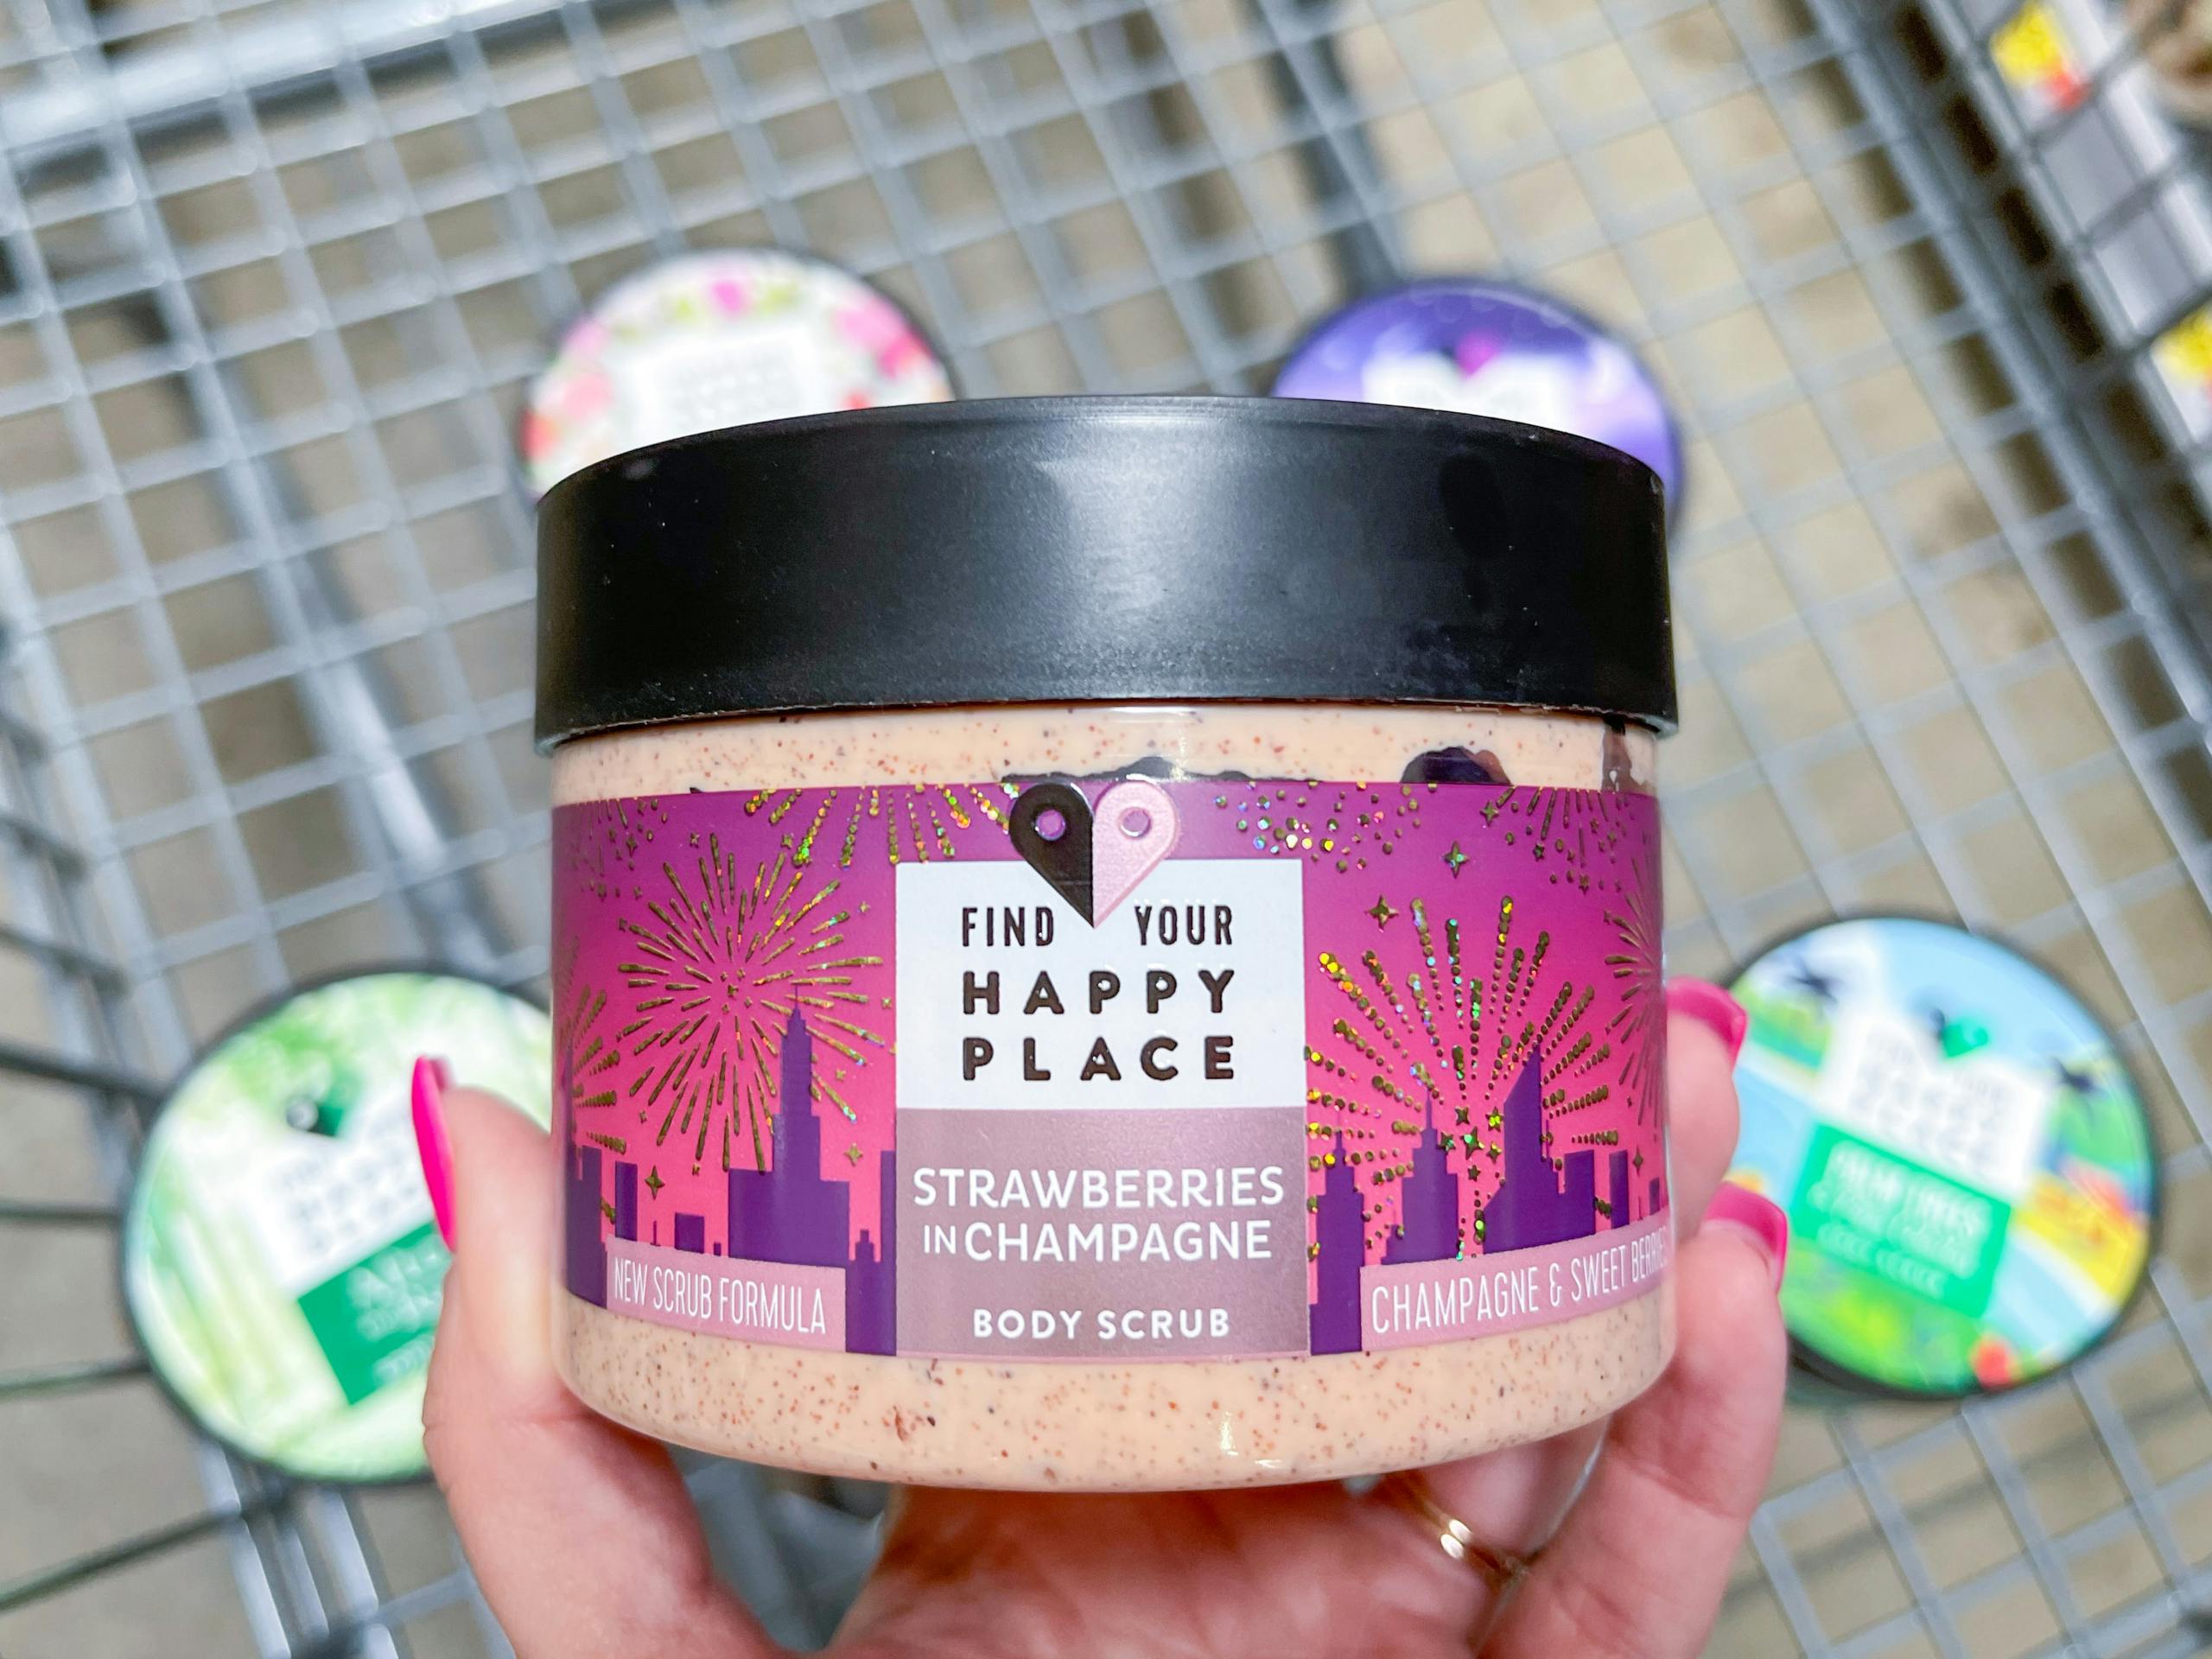 FIND YOUR
HAPPY
PLACE
STRAWBERRIES
IN CHAMPAGNE
BODY SCRUB
NEW SCRUB FORMULA
CHAMPAGNE & SWEET BERRIES